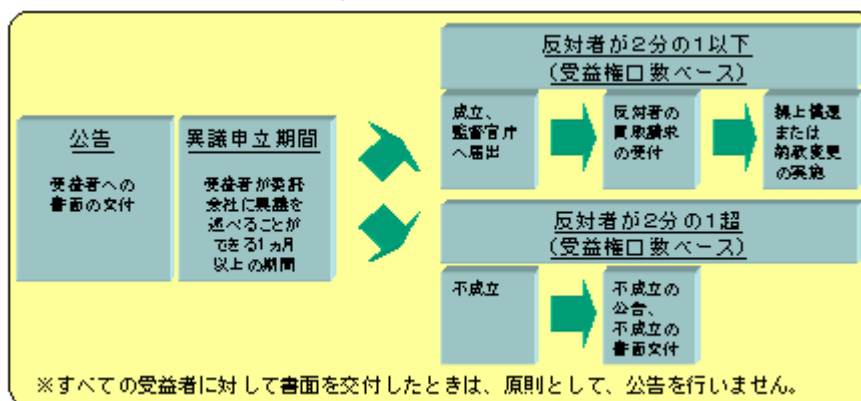 公告
受益者への
書面の交付
異議申立期間
受益者が委託
会社に異議を
述べることが
できる1ヵ月
以上の期間
反対者が2分の1以下
(受益権口数ベース)
成立、
監督官庁
へ届出
反対者の
買取請求
の受付
繰上償還
または
約款変更
の実施
反対者が2分の1超
(受益権口数ベース)
不成立
不成立の
公告、
不成立の
書面交付
※すべての受益者に対して書面を交付したときは、原則として、公告を行いません。